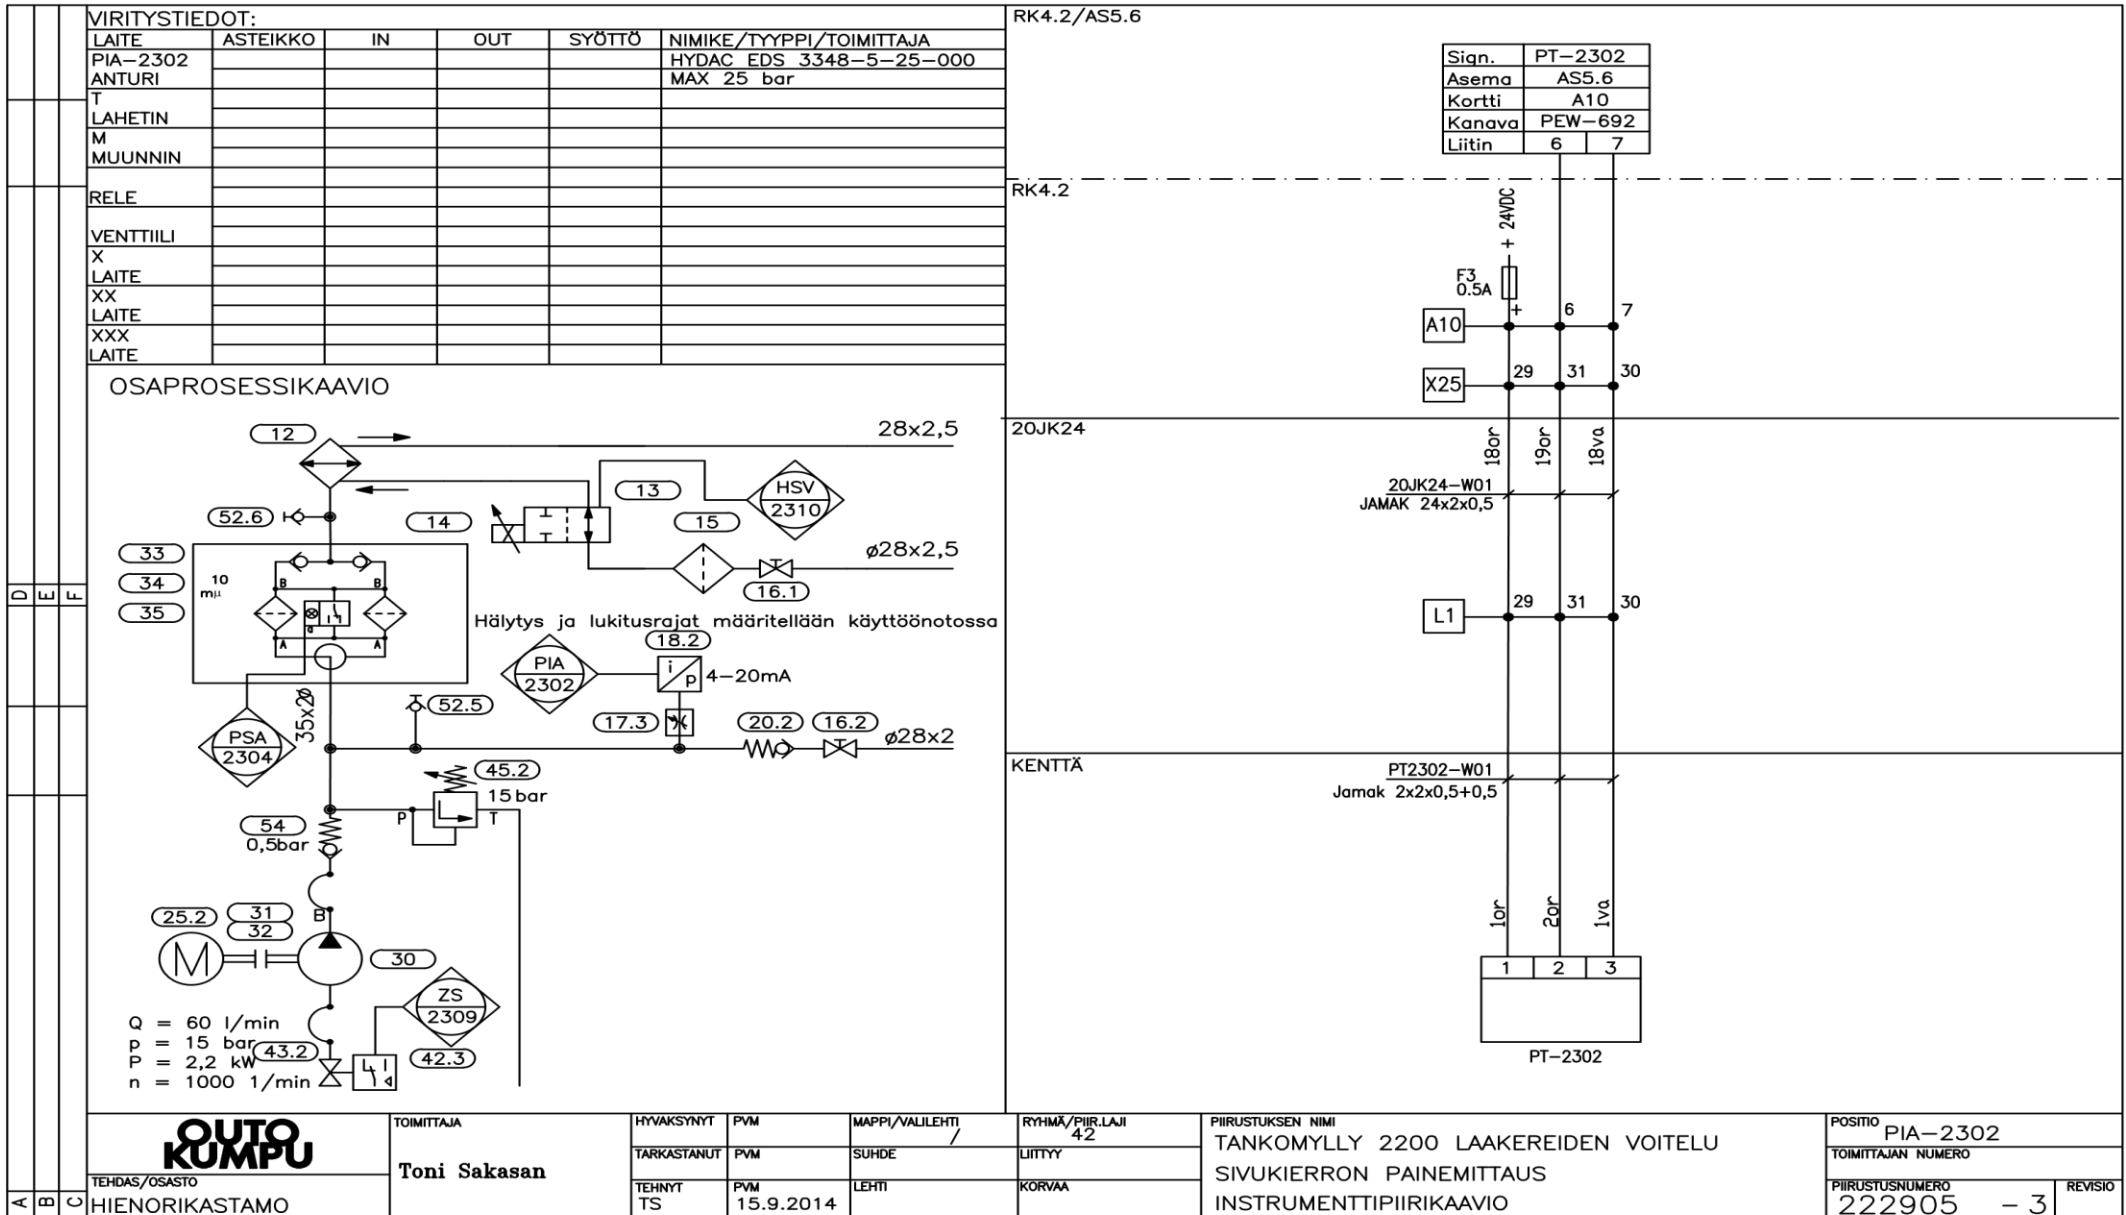 VIRITYSTIEDOT:
LAITE ASTEIKKO IN OUT SYÖTTÖ NIMIKE/TYYPPI/TOIMITTAJA
PIA-2302 HYDAC EDS 3348-5-25-000
ANTURI MAX 25 bar
T
LAHETIN
M
MUUNNIN
RELE
VENTTIILI
X
LAITE
XX
LAITE
XXX
LAITE
OSAPROSESSIKAAVIO
12
28x2,5
13
HSV
2310
52.6
14
15
ø28x2,5
16.1
33
34
35
10
mµ
B B
a
A A
Hälytys ja lukitusrajat määritellään käyttöönotossa
18.2
PIA
2302
i
p
4-20mA
52.5
17.3
20.2
16.2
ø28x2
35x20
PSA
2304
45.2
15 bar
P T
54
0,5bar
25.2
31
32
B
M
30
ZS
2309
Q = 60 l/min
p = 15 bar
P = 2,2 kW
n = 1000 1/min
43.2
42.3
RK4.2/AS5.6
Sign. PT-2302
Asema AS5.6
Kortti A10
Kanava PEW-692
Liitin 6 7
RK4.2
+ 24VDC
F3
0.5A
+ 6 7
A10
29 31 30
X25
20JK24
18or 19or 18va
20JK24-W01
JAMAK 24x2x0,5
29 31 30
L1
KENTTÄ
PT2302-W01
Jamak 2x2x0,5+0,5
1or 2or 1va
1 2 3
PT-2302
D E F
A B C
OUTO
KUMPU
TEHDAS/OSASTO
HIENORIKASTAMO
TOIMITTAJA
Toni Sakasan
HYVAKSYNYT PVM MAPPI/VALILEHTI
/
TARKASTANUT PVM SUHDE
TEHNYT PVM LEHTI
TS 15.9.2014
RYHMÄ/PIIR.LAJI
42
LIITTYY
KORVAA
PIIRUSTUKSEN NIMI
TANKOMYLLY 2200 LAAKEREIDEN VOITELU
SIVUKIERRON PAINEMITTAUS
INSTRUMENTTIPIIRIKAAVIO
POSITIO
PIA-2302
TOIMITTAJAN NUMERO
PIIRUSTUSNUMERO REVISIO
222905 - 3